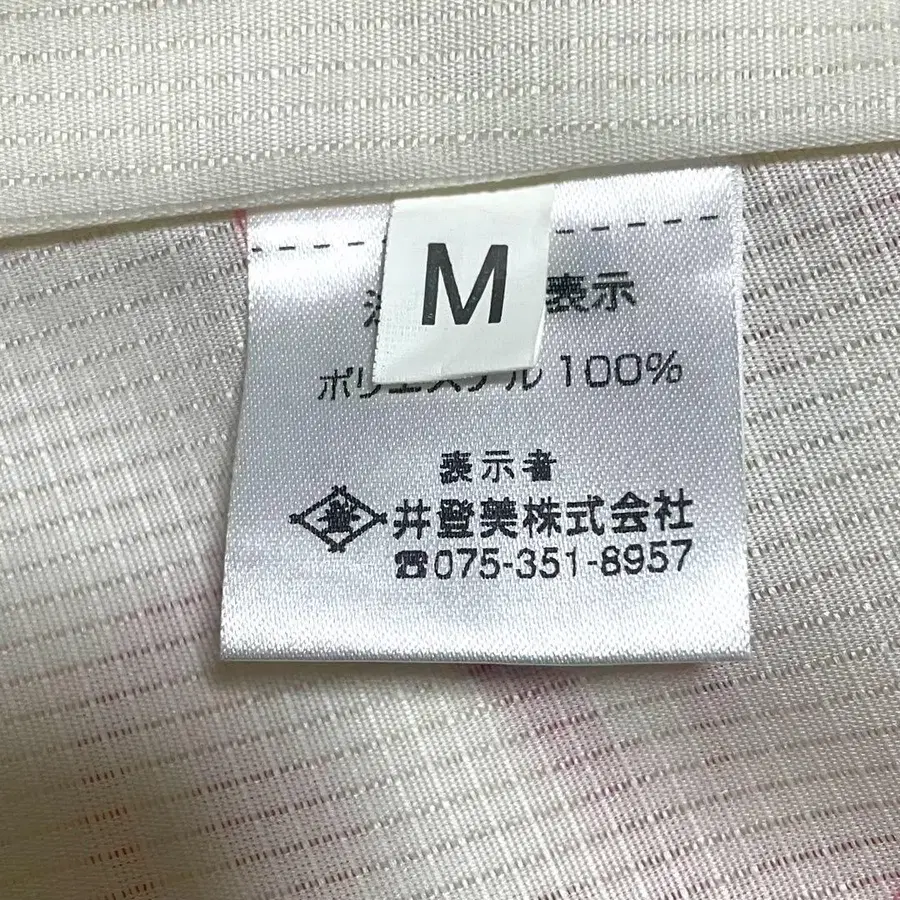 M
表示
ポリエステル 100%
表示者
井登美株式会社
☎075-351-8957